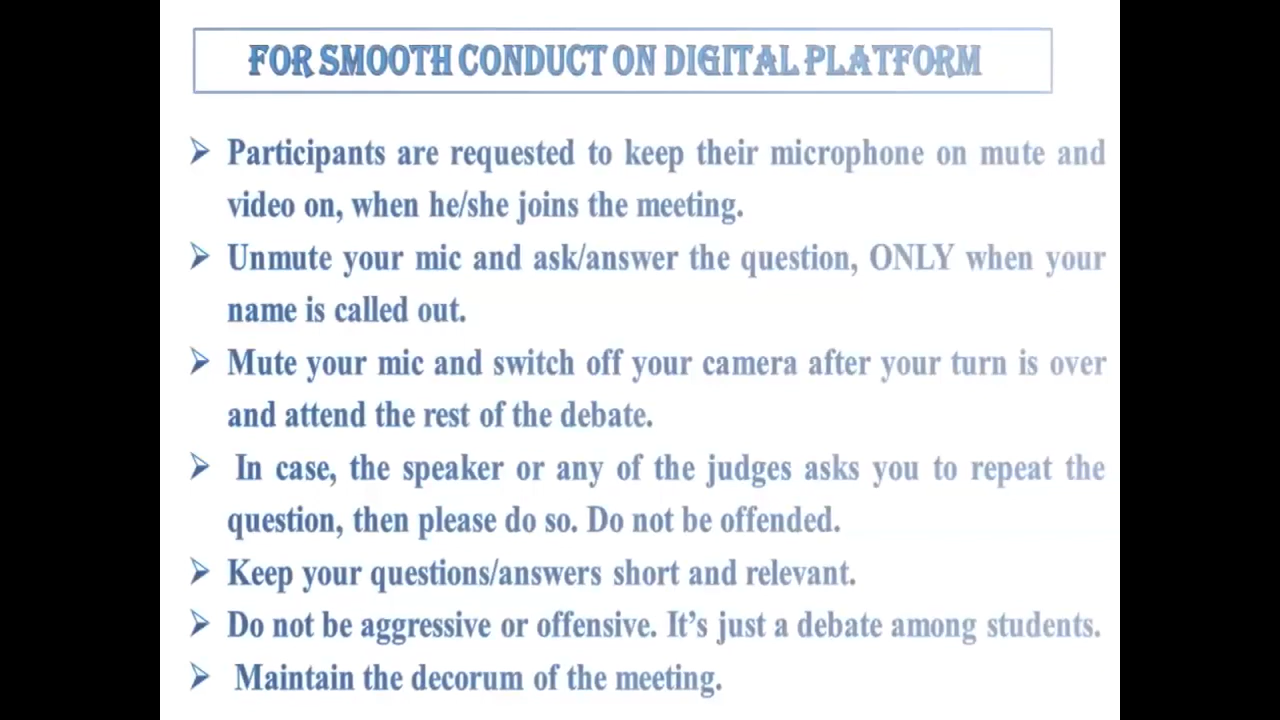 FOR SMOOTH CONDUCT ON DIGITAL PLATFORM
➢ Participants are requested to keep their microphone on mute and
video on, when he/she joins the meeting.
➢ Unmute your mic and ask/answer the question, ONLY when your
name is called out.
➢ Mute your mic and switch off your camera after your turn is over
and attend the rest of the debate.
➢ In case, the speaker or any of the judges asks you to repeat the
question, then please do so. Do not be offended.
➢ Keep your questions/answers short and relevant.
➢ Do not be aggressive or offensive. It’s just a debate among students.
➢ Maintain the decorum of the meeting.